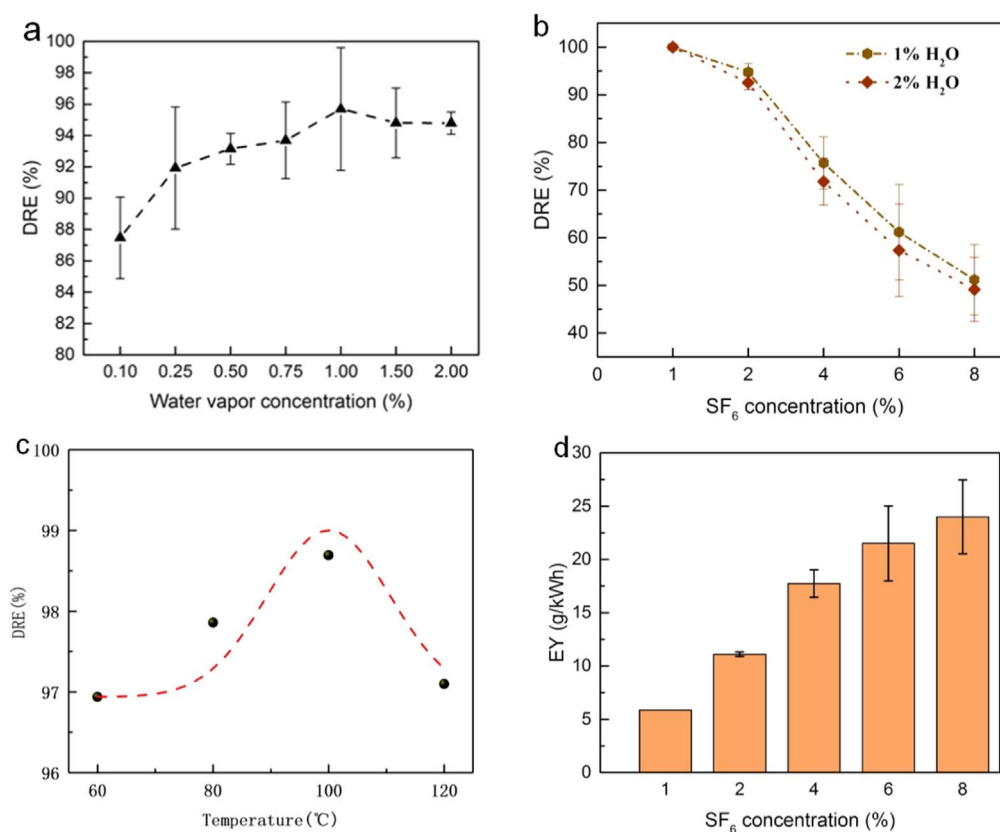 a
100
98
96
94
92
90
88
86
84
82
80
DRE (%)
0.10 0.25 0.50 0.75 1.00 1.50 2.00
Water vapor concentration (%)
b
100
90
80
70
60
50
40
DRE (%)
1% H₂O
2% H₂O
0 1 2 4 6 8
SF₆ concentration (%)
c
100
99
98
97
96
DRE(%)
60 80 100 120
Temperature(℃)
d
30
25
20
15
10
5
0
EY (g/kWh)
1 2 4 6 8
SF₆ concentration (%)